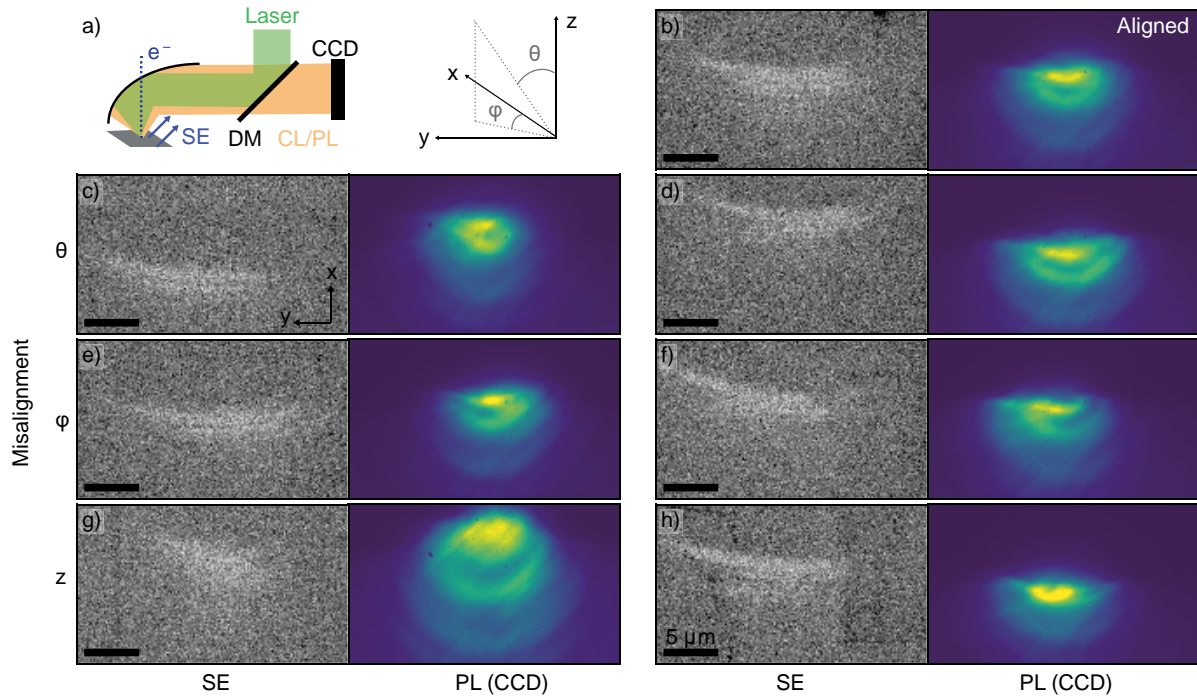 a)
Laser
e⁻
CCD
SE
DM
CL/PL
z
θ
x
φ
y
b)
Aligned
c)
x
y
d)
θ
e)
f)
φ
Misalignment
g)
h)
z
5 µm
SE
PL (CCD)
SE
PL (CCD)